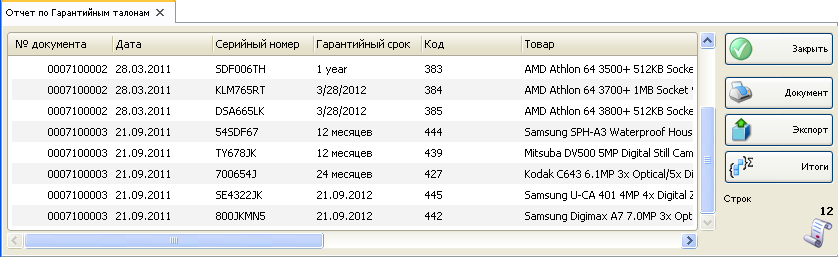 Отчет по Гарантийным талонам
№ документа Дата Серийный номер Гарантийный срок Код Товар
0007100002 28.03.2011 SDF006TH 1 year 383 AMD Athlon 64 3500+ 512KB Socke
0007100002 28.03.2011 KLM765RT 3/28/2012 384 AMD Athlon 64 3700+ 1MB Socket
0007100002 28.03.2011 DSA665LK 3/28/2012 385 AMD Athlon 64 3800+ 512KB Socke
0007100003 21.09.2011 54SDF67 12 месяцев 444 Samsung SPH-A3 Waterproof Hous
0007100003 21.09.2011 TY678JK 12 месяцев 439 Mitsuba DV500 5MP Digital Still Cam
0007100003 21.09.2011 700654J 24 месяцев 427 Kodak C643 6.1MP 3x Optical/5x Di
0007100003 21.09.2011 SE4322JK 21.09.2012 445 Samsung U-CA 401 4MP 4x Digital Z
0007100003 21.09.2011 800JKMN5 21.09.2012 442 Samsung Digimax A7 7.0MP 3x Opt
Закрыть
Документ
Экспорт
Итоги
Строк
12